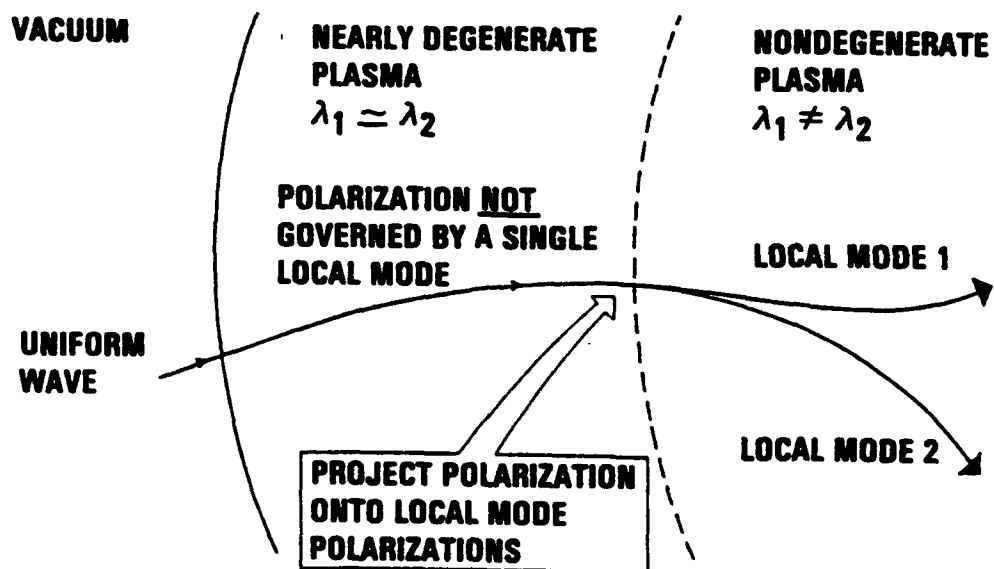 VACUUM
NEARLY DEGENERATE
PLASMA
λ₁ ≃ λ₂
NONDEGENERATE
PLASMA
λ₁ ≠ λ₂
POLARIZATION NOT
GOVERNED BY A SINGLE
LOCAL MODE
LOCAL MODE 1
UNIFORM
WAVE
LOCAL MODE 2
PROJECT POLARIZATION
ONTO LOCAL MODE
POLARIZATIONS